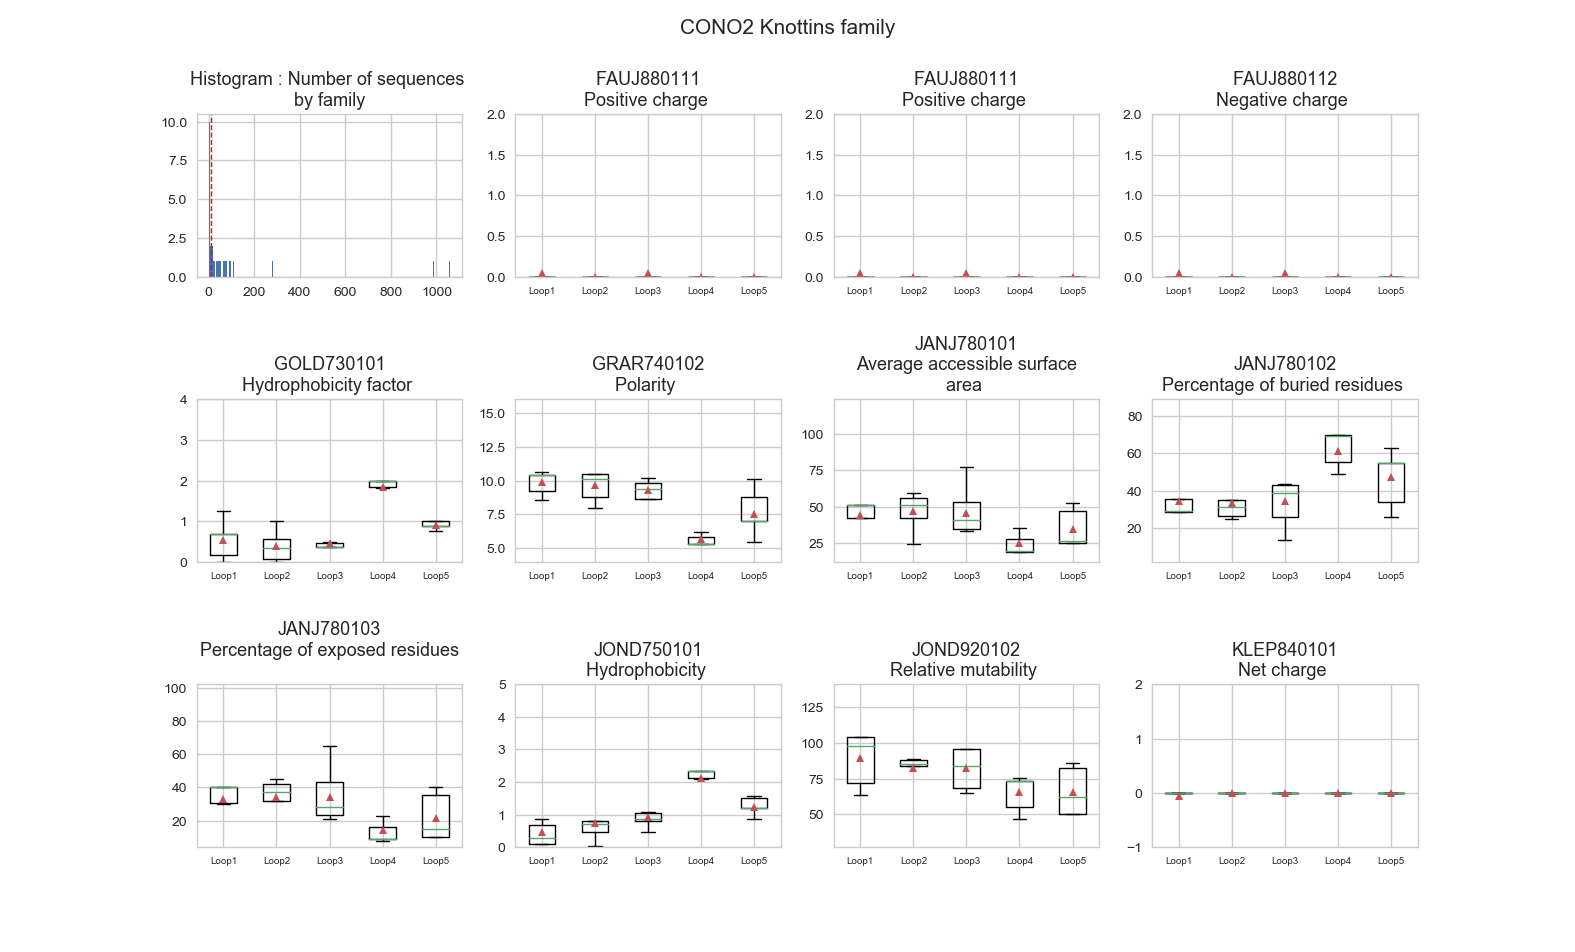 CONO2 Knottins family
Histogram : Number of sequences
by family
10.0
7.5
5.0
2.5
0.0
0 200 400 600 800 1000
FAUJ880111
Positive charge
2.0
1.5
1.0
0.5
0.0
Loop1 Loop2 Loop3 Loop4 Loop5
FAUJ880111
Positive charge
2.0
1.5
1.0
0.5
0.0
Loop1 Loop2 Loop3 Loop4 Loop5
FAUJ880112
Negative charge
2.0
1.5
1.0
0.5
0.0
Loop1 Loop2 Loop3 Loop4 Loop5
GOLD730101
Hydrophobicity factor
4
3
2
1
0
Loop1 Loop2 Loop3 Loop4 Loop5
GRAR740102
Polarity
15.0
12.5
10.0
7.5
5.0
Loop1 Loop2 Loop3 Loop4 Loop5
JANJ780101
Average accessible surface
area
100
75
50
25
Loop1 Loop2 Loop3 Loop4 Loop5
JANJ780102
Percentage of buried residues
80
60
40
20
Loop1 Loop2 Loop3 Loop4 Loop5
JANJ780103
Percentage of exposed residues
100
80
60
40
20
Loop1 Loop2 Loop3 Loop4 Loop5
JOND750101
Hydrophobicity
5
4
3
2
1
0
Loop1 Loop2 Loop3 Loop4 Loop5
JOND920102
Relative mutability
125
100
75
50
Loop1 Loop2 Loop3 Loop4 Loop5
KLEP840101
Net charge
2
1
0
−1
Loop1 Loop2 Loop3 Loop4 Loop5